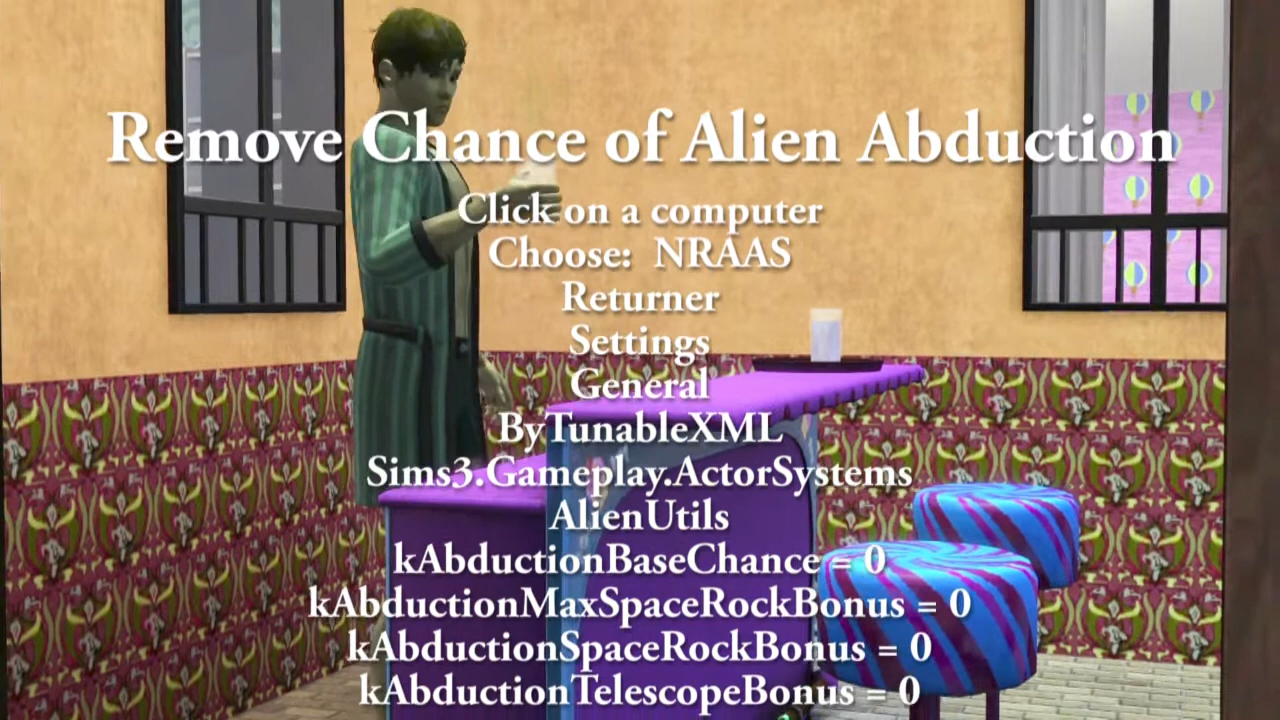 Remove Chance of Alien Abduction
Click on a computer
Choose:  NRAAS
Returner
Settings
General
ByTunableXML
Sims3.Gameplay.ActorSystems
AlienUtils
kAbductionBaseChance = 0
kAbductionMaxSpaceRockBonus = 0
kAbductionSpaceRockBonus = 0
kAbductionTelescopeBonus = 0